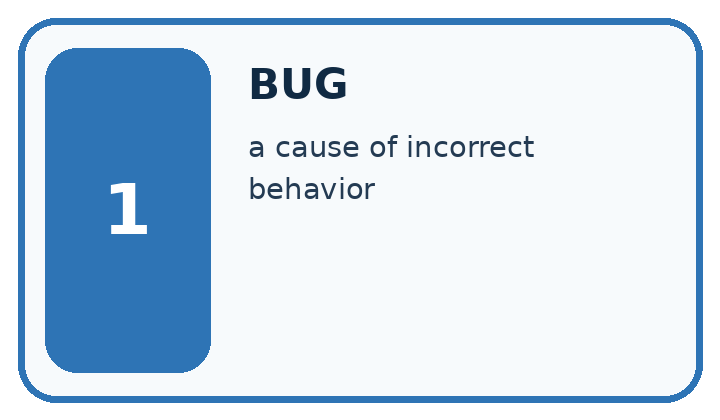 1
BUG
a cause of incorrect
behavior